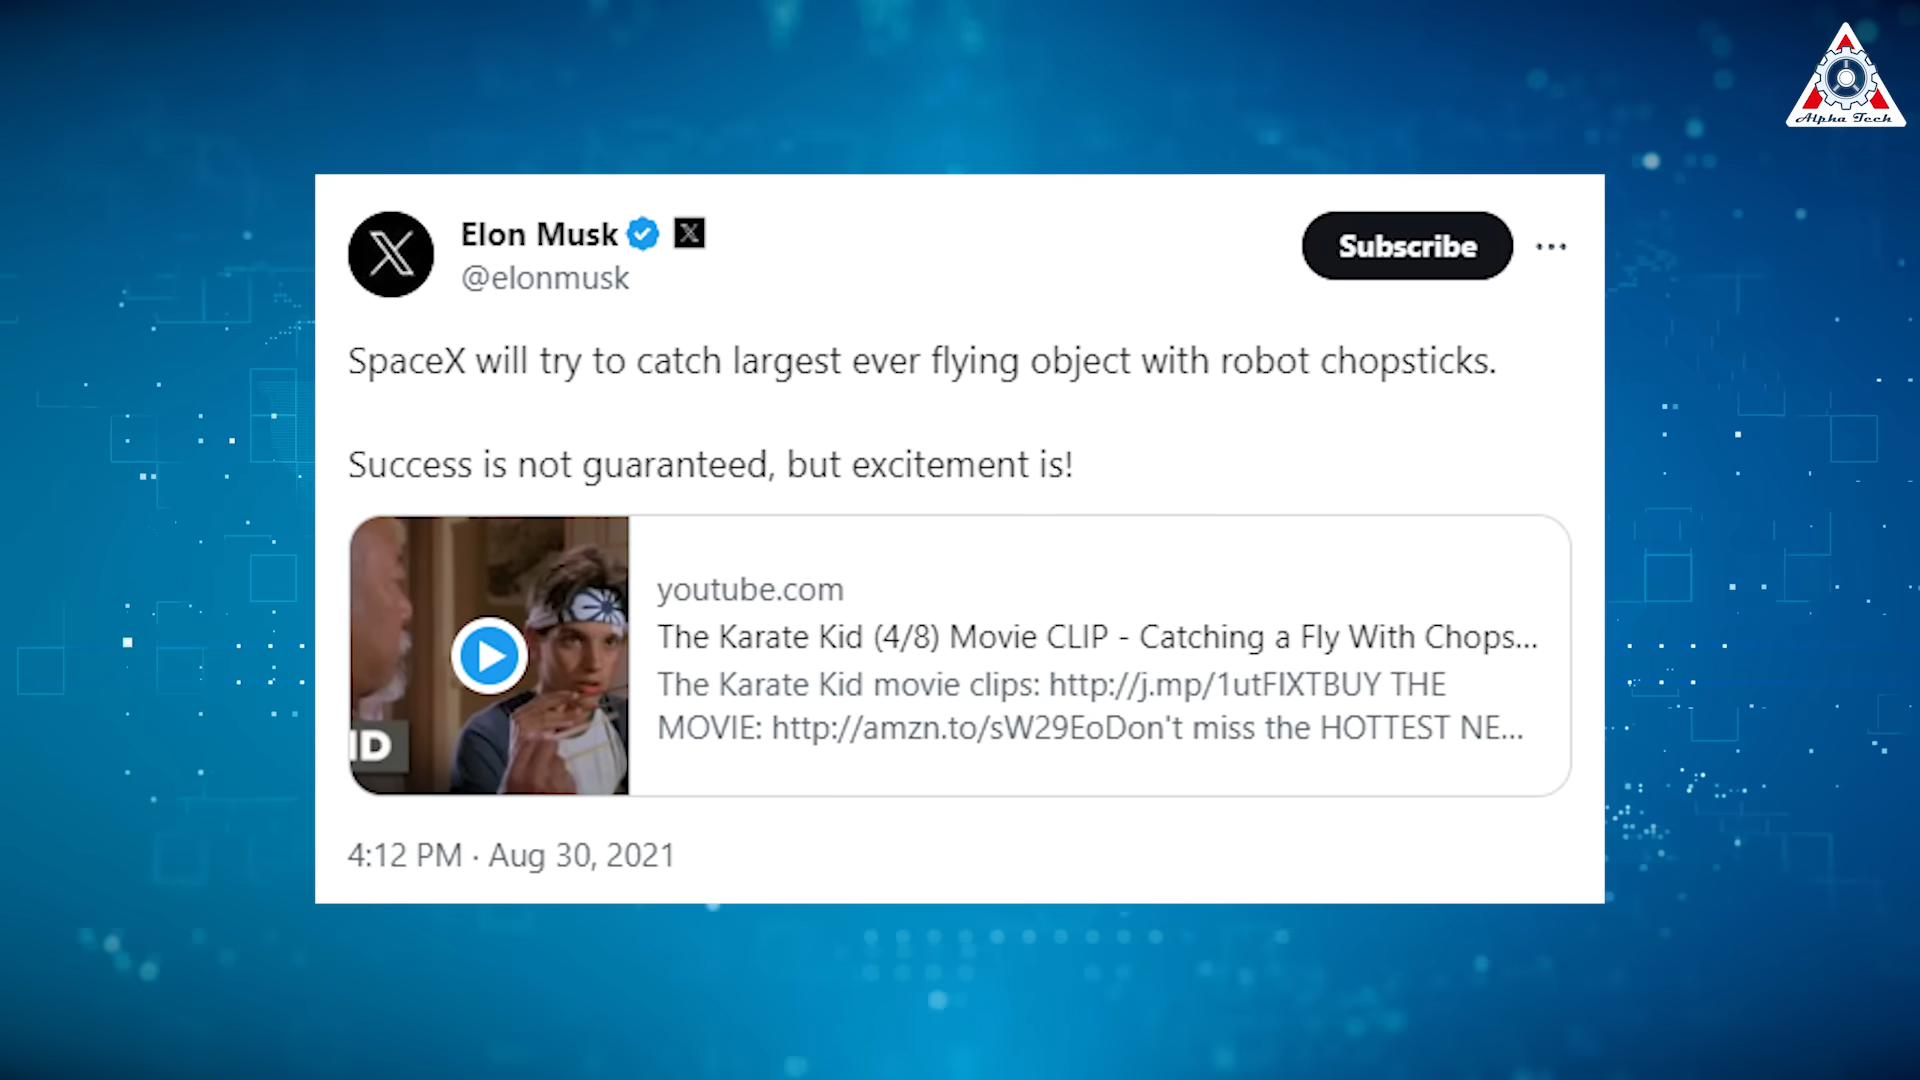 Alpha Tech
Elon Musk
@elonmusk
Subscribe
SpaceX will try to catch largest ever flying object with robot chopsticks.
Success is not guaranteed, but excitement is!
youtube.com
The Karate Kid (4/8) Movie CLIP - Catching a Fly With Chops...
The Karate Kid movie clips: http://j.mp/1utFIXTBUY THE
MOVIE: http://amzn.to/sW29EoDon't miss the HOTTEST NE...
ID
4:12 PM · Aug 30, 2021